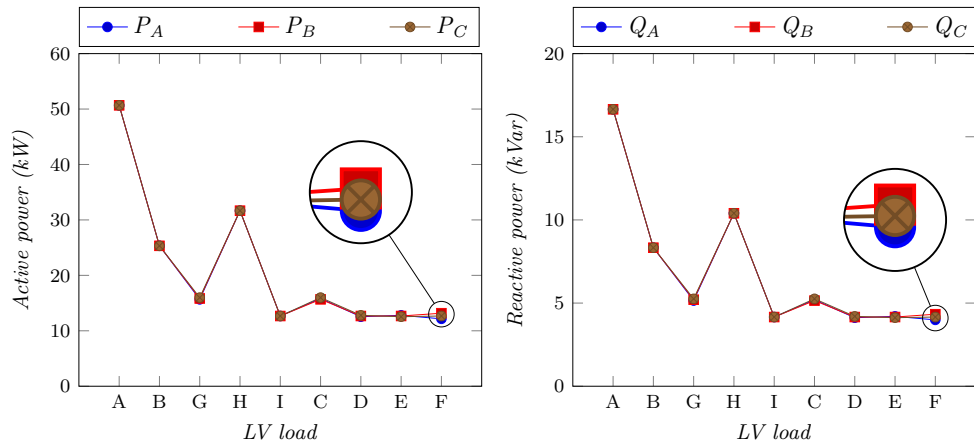 P_A P_B P_C
Active power (kW)
60
50
40
30
20
10
0
A B G H I C D E F
LV load
Q_A Q_B Q_C
Reactive power (kVar)
20
15
10
5
0
A B G H I C D E F
LV load